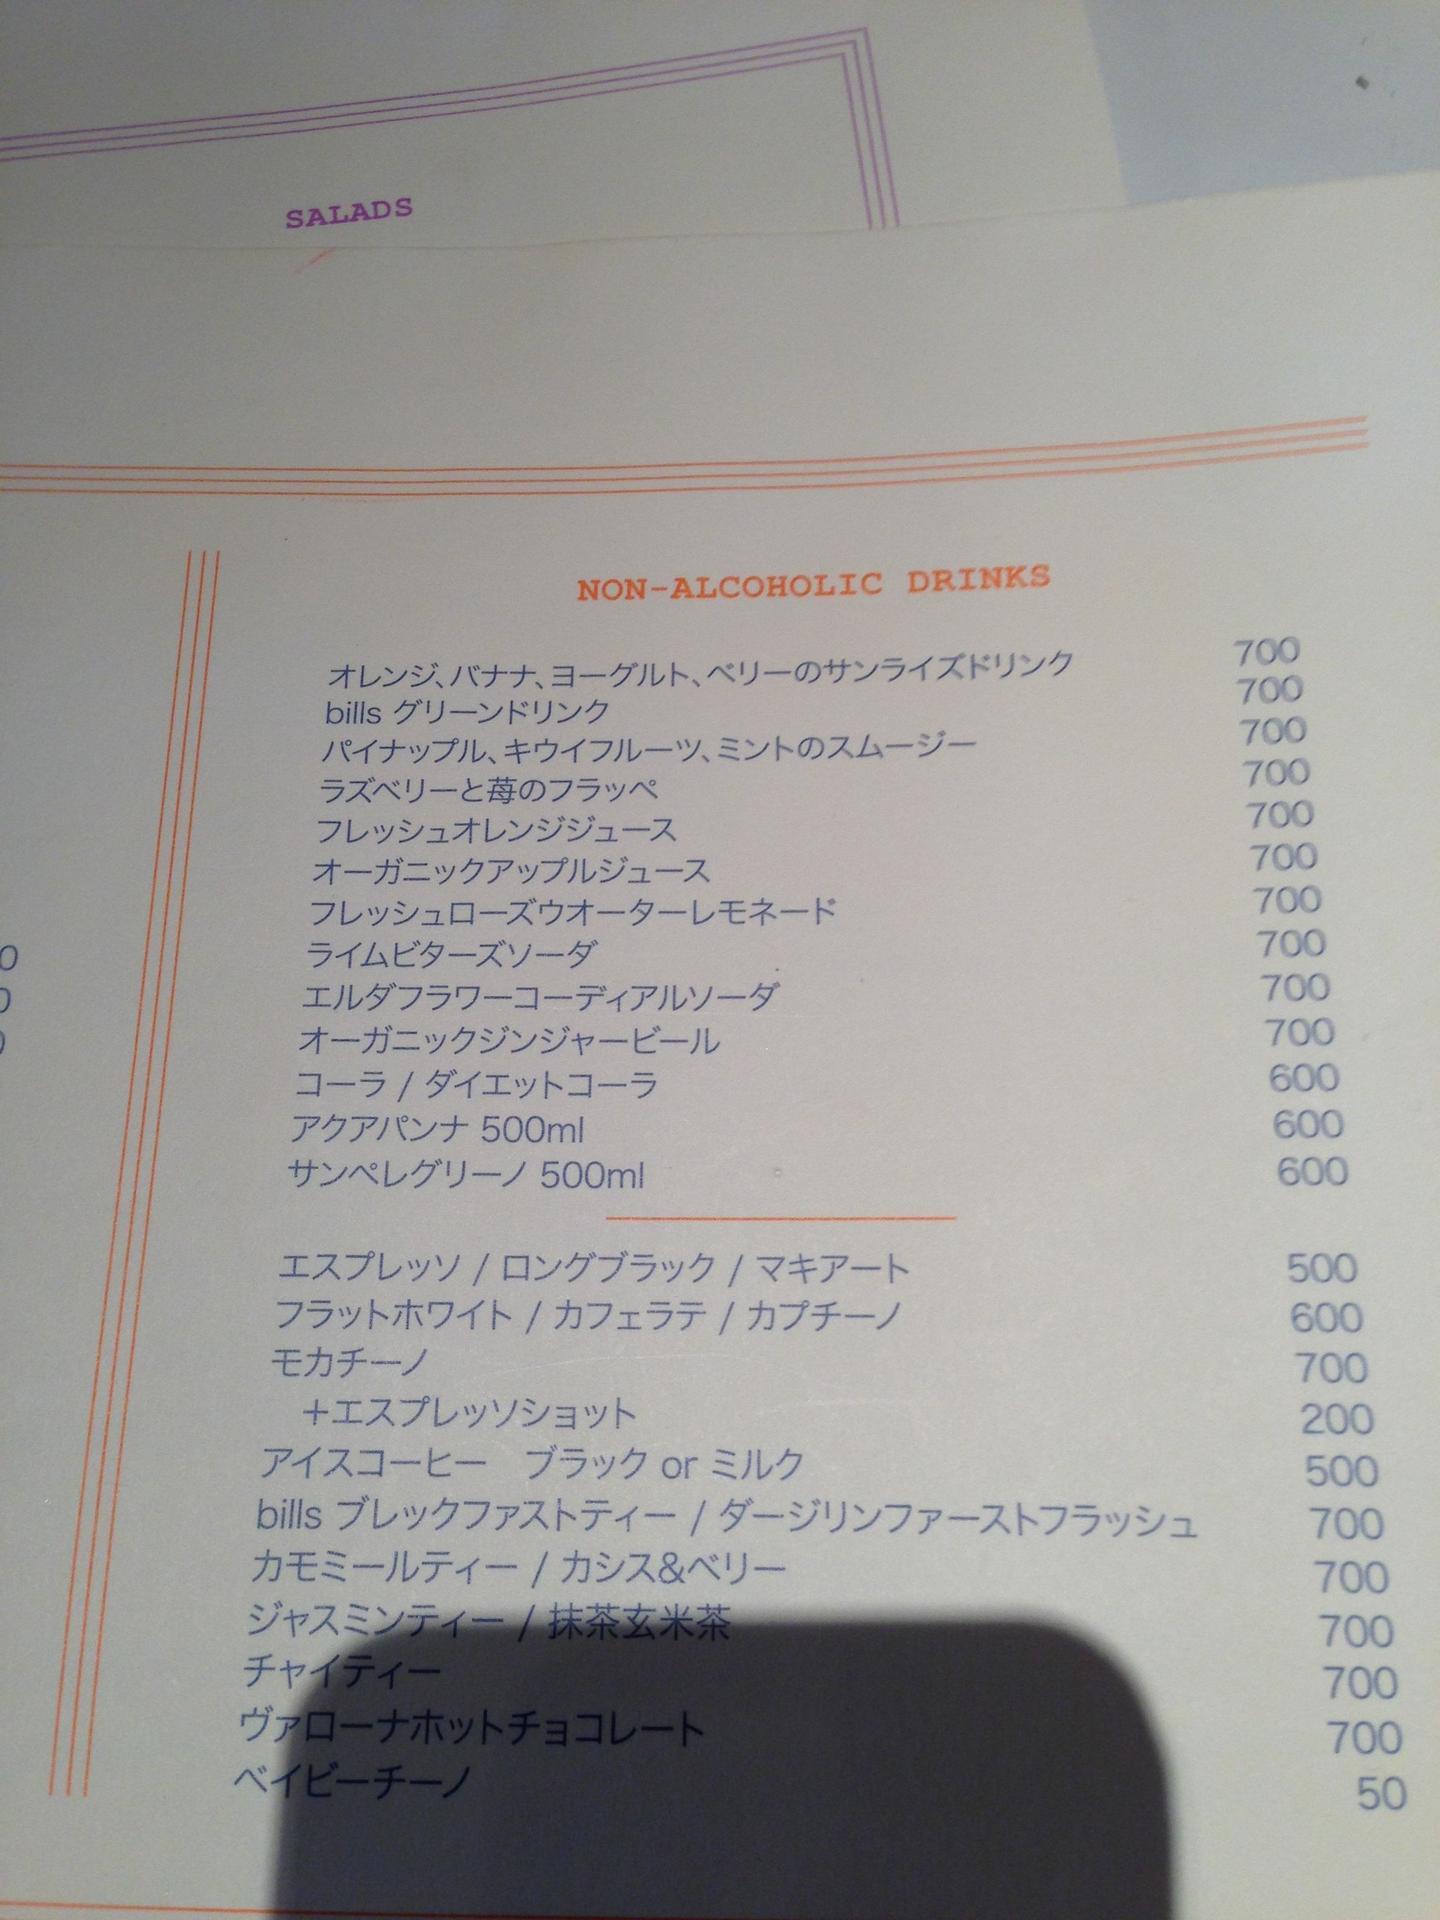 SALADS
NON-ALCOHOLIC DRINKS
オレンジ、バナナ、ヨーグルト、ベリーのサンライズドリンク 700
bills グリーンドリンク 700
パイナップル、キウイフルーツ、ミントのスムージー 700
ラズベリーと苺のフラッペ 700
フレッシュオレンジジュース 700
オーガニックアップルジュース 700
フレッシュローズウオーターレモネード 700
ライムビターズソーダ 700
エルダフラワーコーディアルソーダ 700
オーガニックジンジャービール 700
コーラ / ダイエットコーラ 600
アクアパンナ 500ml 600
サンペレグリーノ 500ml 600
エスプレッソ / ロングブラック / マキアート 500
フラットホワイト / カフェラテ / カプチーノ 600
モカチーノ 700
+エスプレッソショット 200
アイスコーヒー ブラック or ミルク 500
bills ブレックファストティー / ダージリンファーストフラッシュ 700
カモミールティー / カシス&ベリー 700
ジャスミンティー / 抹茶玄米茶 700
チャイティー 700
ヴァローナホットチョコレート 700
ベイビーチーノ 50